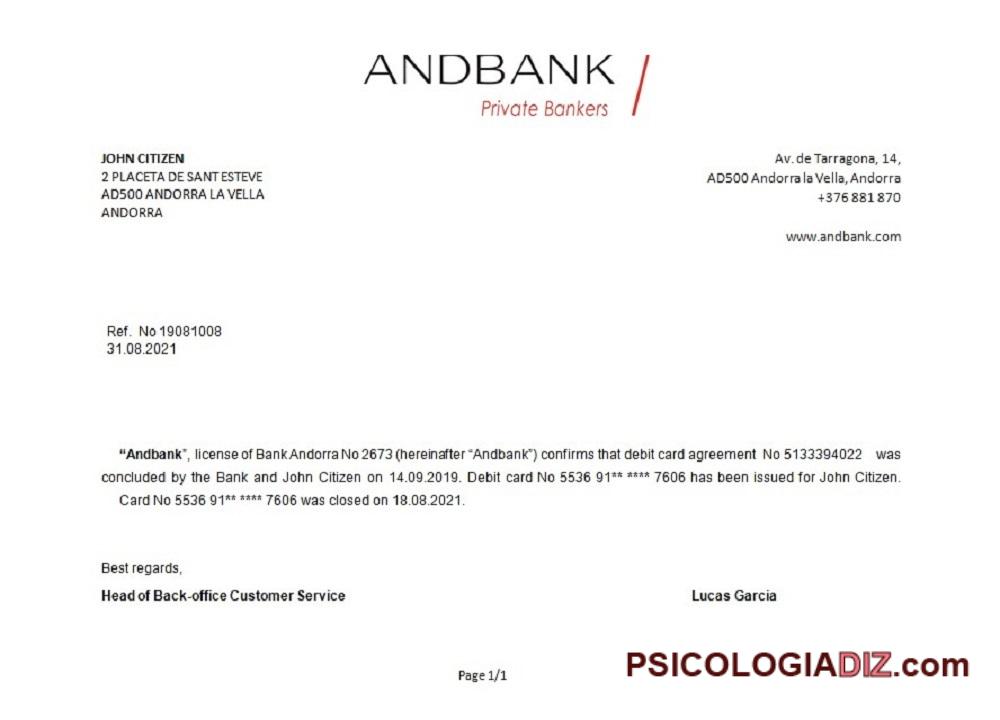 ANDBANK
Private Bankers
JOHN CITIZEN
2 PLACETA DE SANT ESTEVE
AD500 ANDORRA LA VELLA
ANDORRA
Av. de Tarragona, 14,
AD500 Andorra la Vella, Andorra
+376 881 870
www.andbank.com
Ref. No 19081008
31.08.2021
“Andbank”, license of Bank Andorra No 2673 (hereinafter “Andbank”) confirms that debit card agreement No 5133394022 was
concluded by the Bank and John Citizen on 14.09.2019. Debit card No 5536 91** **** 7606 has been issued for John Citizen.
Card No 5536 91** **** 7606 was closed on 18.08.2021.
Best regards,
Head of Back-office Customer Service
Lucas Garcia
Page 1/1
PSICOLOGIADIZ.com